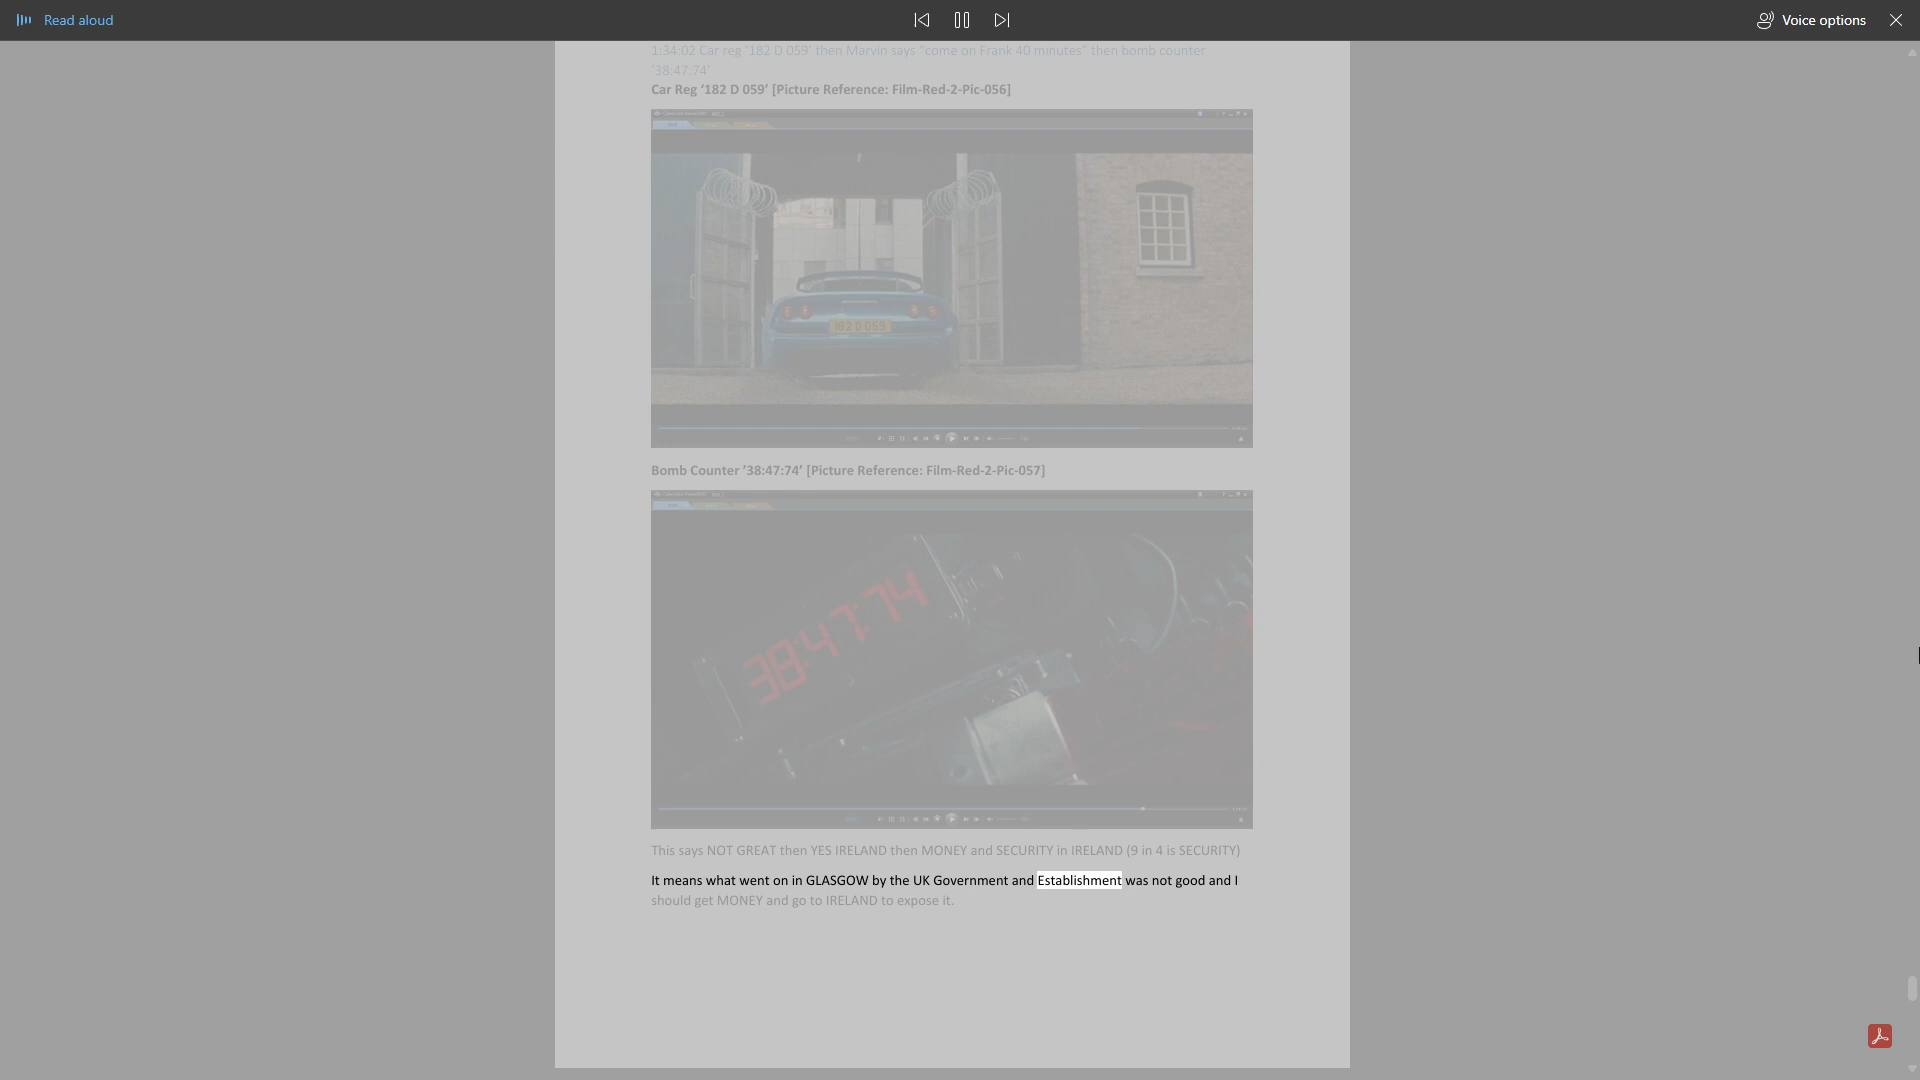 Read aloud
Voice options
1:34:02 Car reg ‘182 D 059’ then Marvin says “come on Frank 40 minutes” then bomb counter
’38:47:74’
Car Reg ‘182 D 059’ [Picture Reference: Film-Red-2-Pic-056]
182 D 059
Bomb Counter ’38:47:74’ [Picture Reference: Film-Red-2-Pic-057]
38:47:74
This says NOT GREAT then YES IRELAND then MONEY and SECURITY in IRELAND (9 in 4 is SECURITY)
It means what went on in GLASGOW by the UK Government and Establishment was not good and I
should get MONEY and go to IRELAND to expose it.